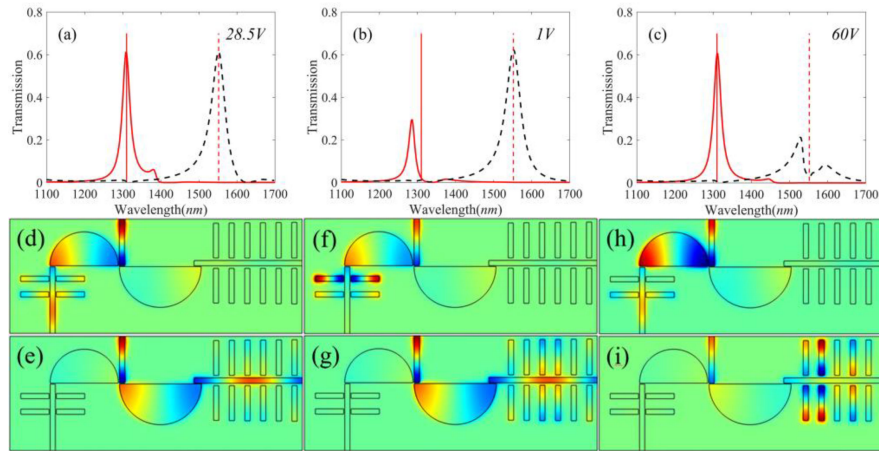 (a) 28.5V
(b) 1V
(c) 60V
Transmission
Transmission
Transmission
0.8
0.6
0.4
0.2
0
0.8
0.6
0.4
0.2
0
0.8
0.6
0.4
0.2
0
1100 1200 1300 1400 1500 1600 1700
1100 1200 1300 1400 1500 1600 1700
1100 1200 1300 1400 1500 1600 1700
Wavelength(nm)
Wavelength(nm)
Wavelength(nm)
(d)
(f)
(h)
(e)
(g)
(i)